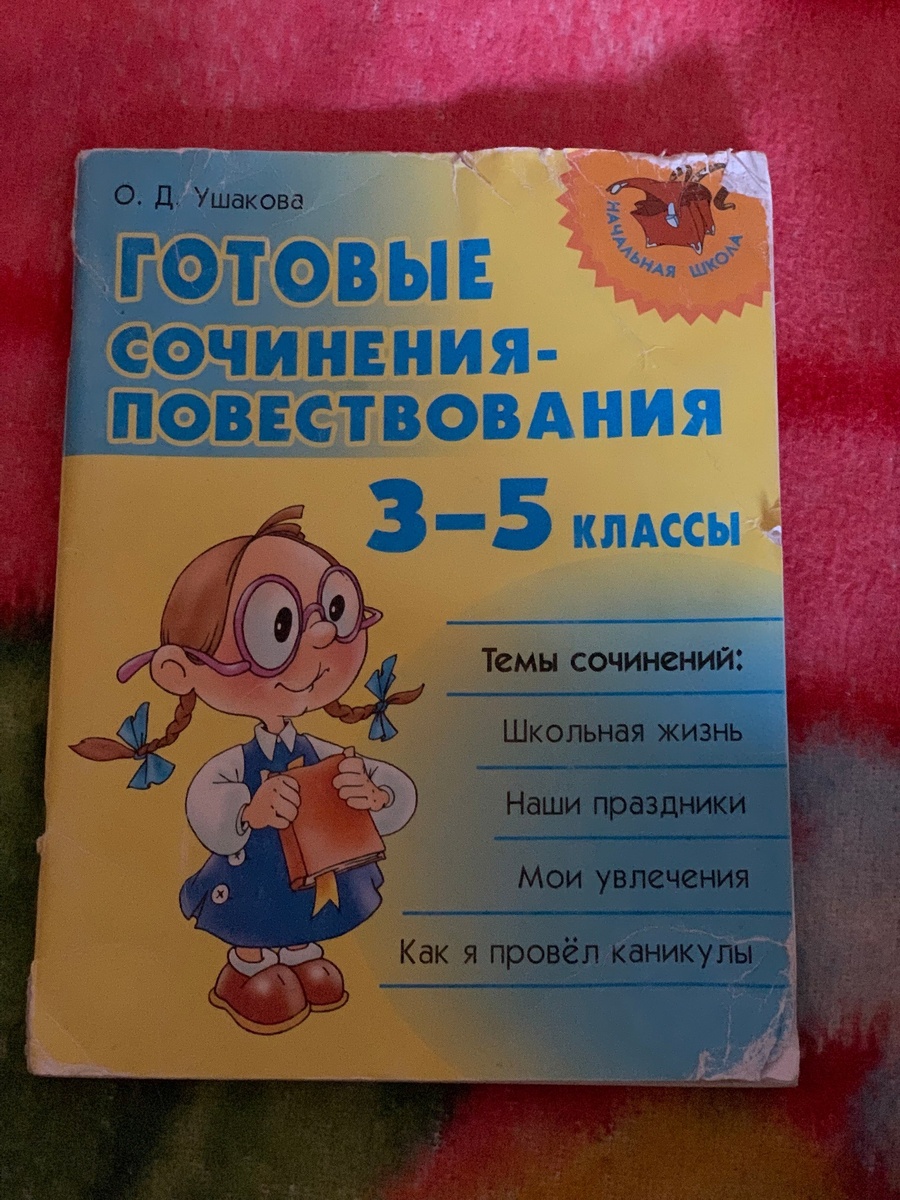 О. Д. Ушакова
НАЧАЛЬНАЯ ШКОЛА
ГОТОВЫЕ
СОЧИНЕНИЯ-
ПОВЕСТВОВАНИЯ
3–5 КЛАССЫ
Темы сочинений:
Школьная жизнь
Наши праздники
Мои увлечения
Как я провёл каникулы